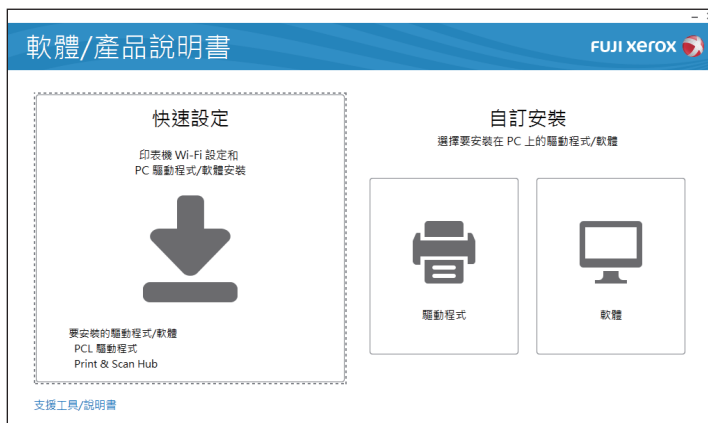 軟體/產品說明書
FUJI xerox
快速設定
印表機 Wi-Fi 設定和
PC 驅動程式/軟體安裝
要安裝的驅動程式/軟體
PCL 驅動程式
Print & Scan Hub
自訂安裝
選擇要安裝在 PC 上的驅動程式/軟體
驅動程式
軟體
支援工具/說明書